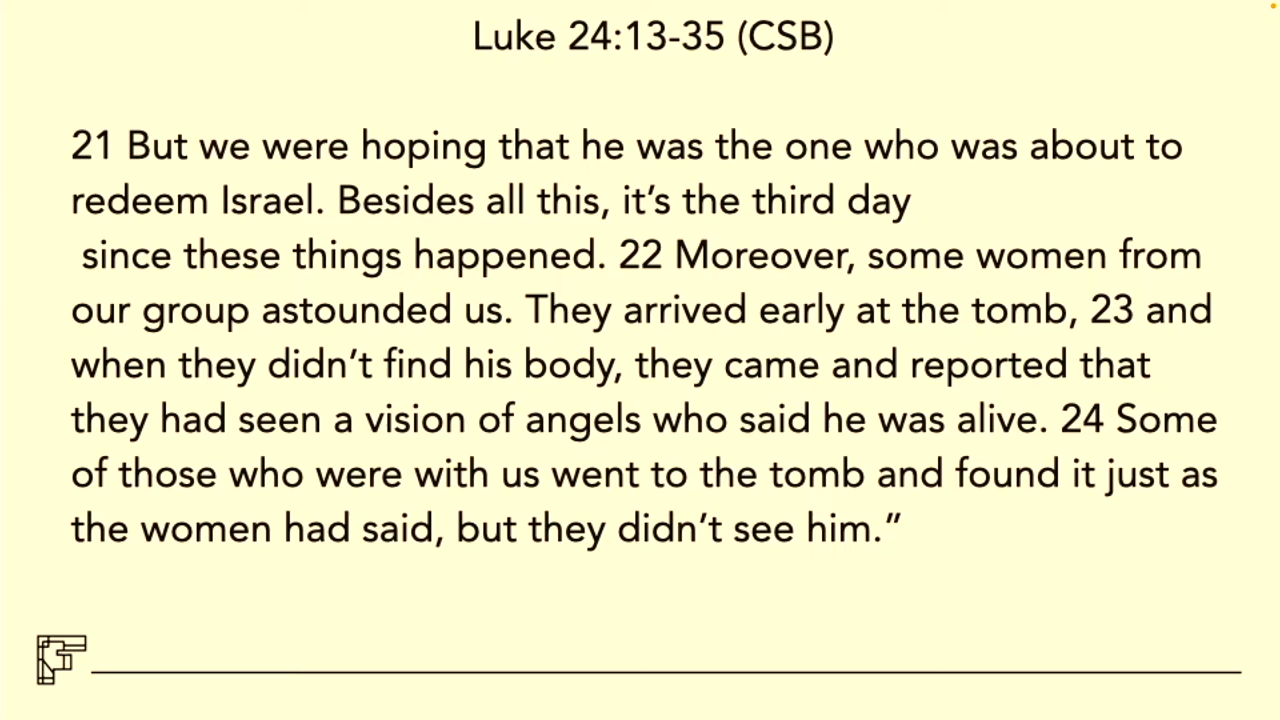 Luke 24:13-35 (CSB)
21 But we were hoping that he was the one who was about to
redeem Israel. Besides all this, it’s the third day
since these things happened. 22 Moreover, some women from
our group astounded us. They arrived early at the tomb, 23 and
when they didn’t find his body, they came and reported that
they had seen a vision of angels who said he was alive. 24 Some
of those who were with us went to the tomb and found it just as
the women had said, but they didn’t see him.”